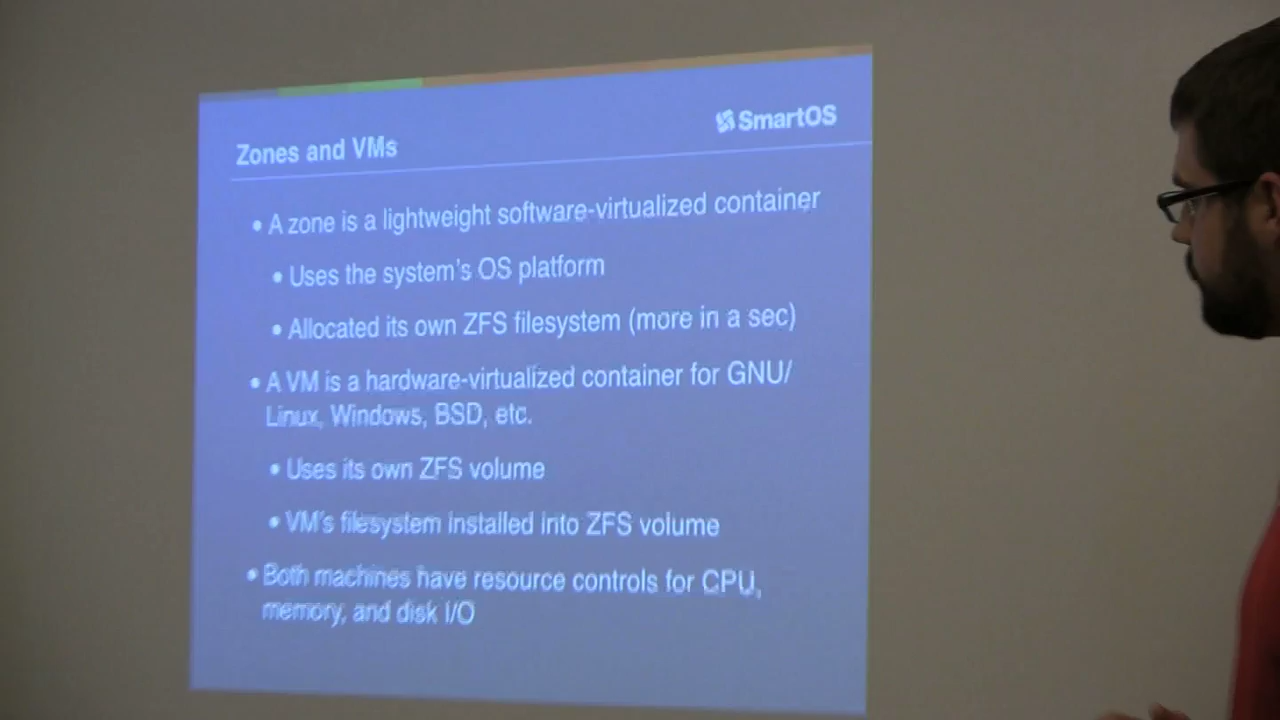 SmartOS
Zones and VMs
• A zone is a lightweight software-virtualized container
• Uses the system's OS platform
• Allocated its own ZFS filesystem (more in a sec)
• A VM is a hardware-virtualized container for GNU/
Linux, Windows, BSD, etc.
• Uses its own ZFS volume
• VM's filesystem installed into ZFS volume
• Both machines have resource controls for CPU,
memory, and disk I/O